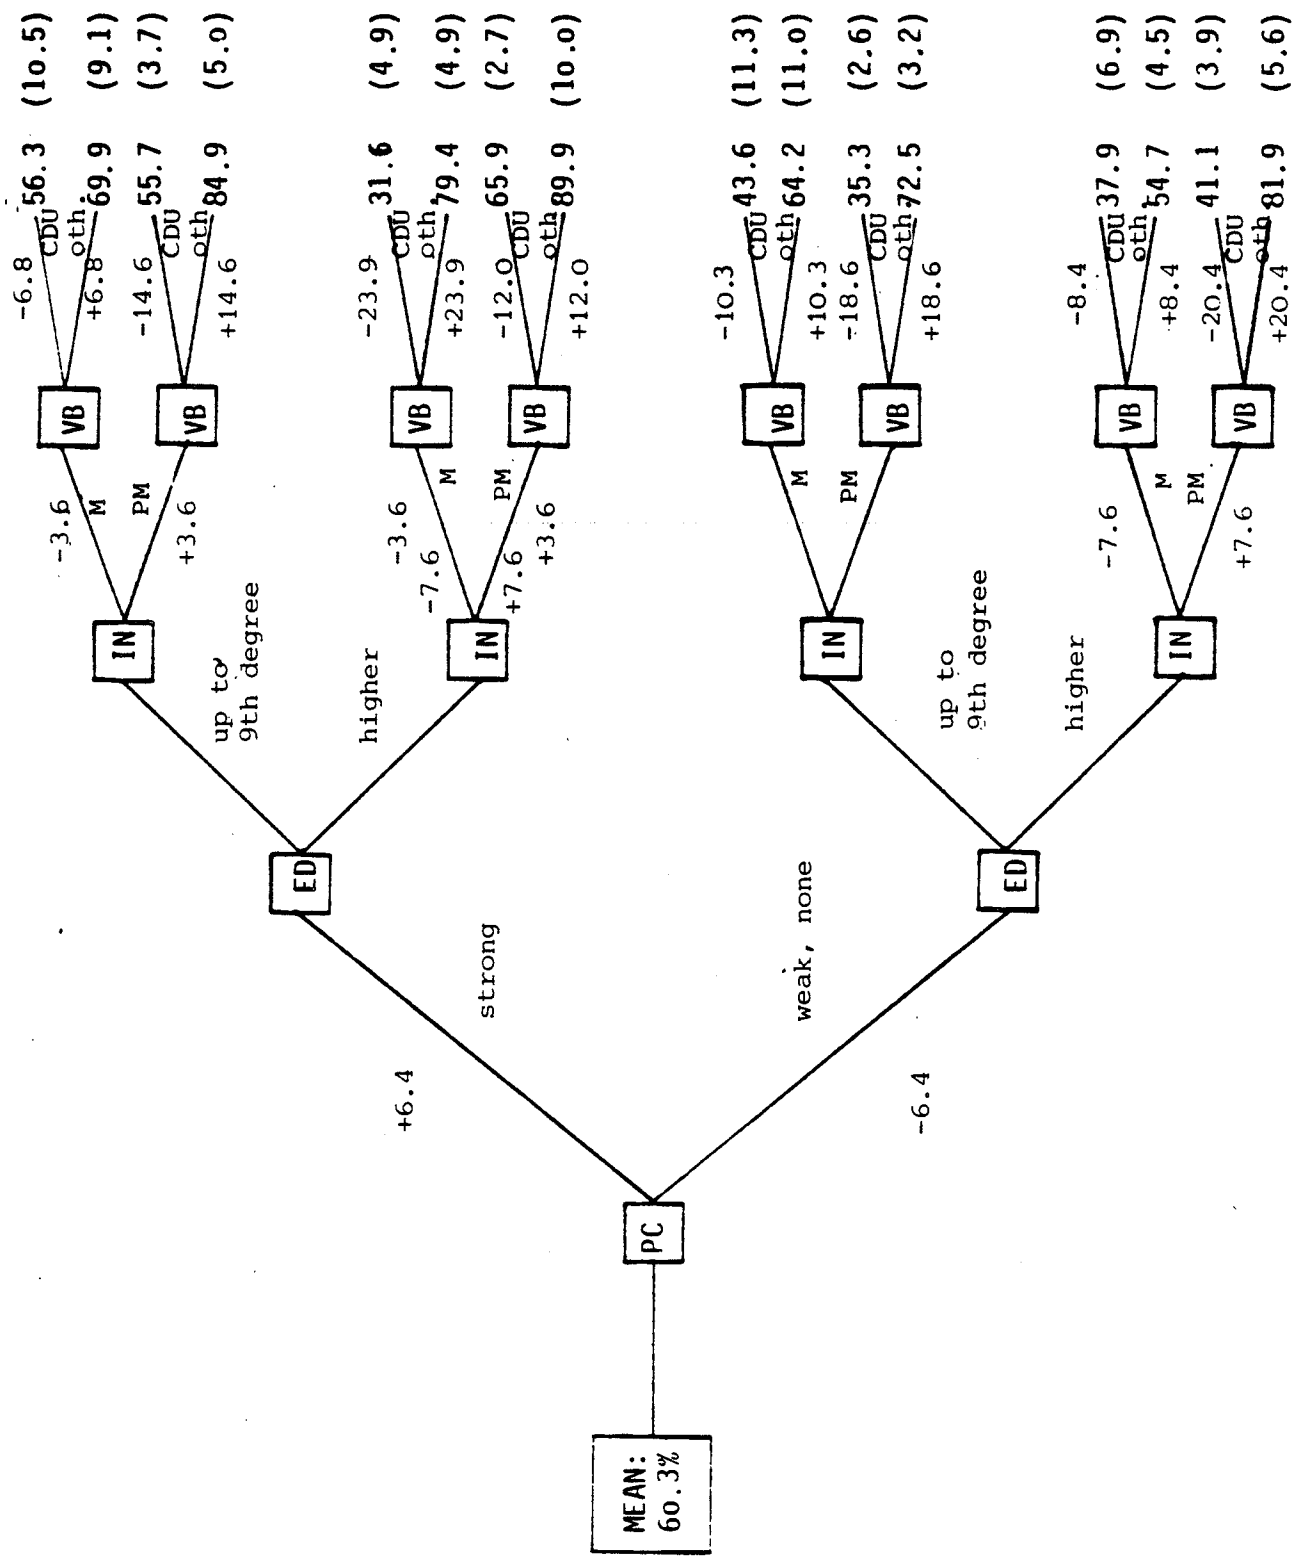 MEAN:
60.3%
PC
+6.4
strong
-6.4
weak, none
ED
up to
9th degree
higher
ED
up to
9th degree
higher
IN
-3.6
M
PM
+3.6
IN
-3.6
-7.6
M
PM
+7.6
+3.6
IN
M
PM
IN
-7.6
M
PM
+7.6
VB
-6.8
CDU
56.3 (10.5)
oth.
+6.8
69.9 (9.1)
VB
-14.6
CDU
55.7 (3.7)
oth
+14.6
84.9 (5.0)
VB
-23.9
CDU
31.6 (4.9)
oth.
+23.9
79.4 (4.9)
VB
-12.0
CDU
65.9 (2.7)
oth
+12.0
89.9 (10.0)
VB
-10.3
CDU
43.6 (11.3)
oth
+10.3
64.2 (11.0)
VB
-18.6
CDU
35.3 (2.6)
oth
+18.6
72.5 (3.2)
VB
-8.4
CDU
37.9 (6.9)
oth.
+8.4
54.7 (4.5)
VB
-20.4
CDU
41.1 (3.9)
oth
+20.4
81.9 (5.6)